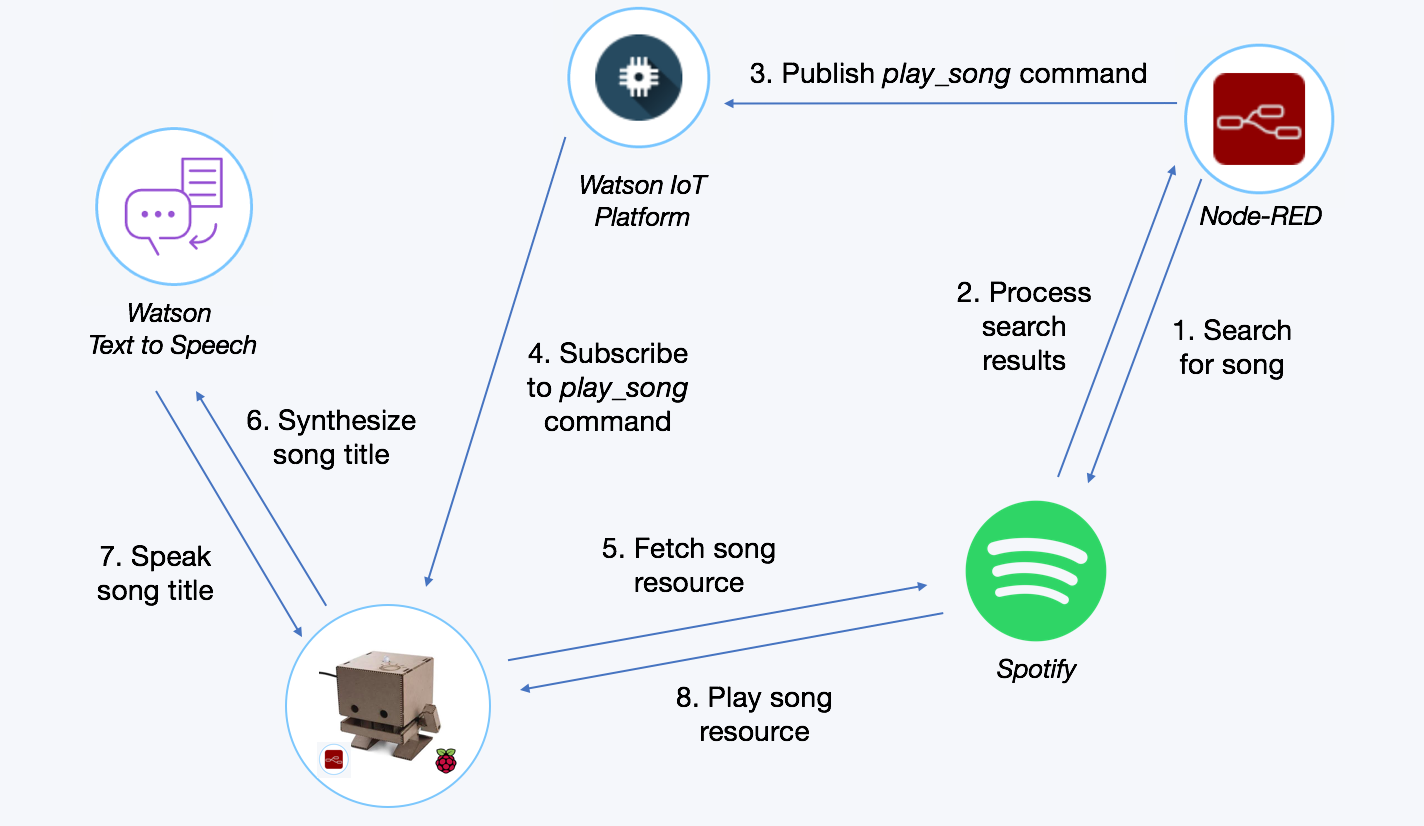 3. Publish play_song command
Watson IoT
Platform
Node-RED
Watson
Text to Speech
2. Process
search
results
1. Search
for song
4. Subscribe
to play_song
command
6. Synthesize
song title
7. Speak
song title
5. Fetch song
resource
Spotify
8. Play song
resource